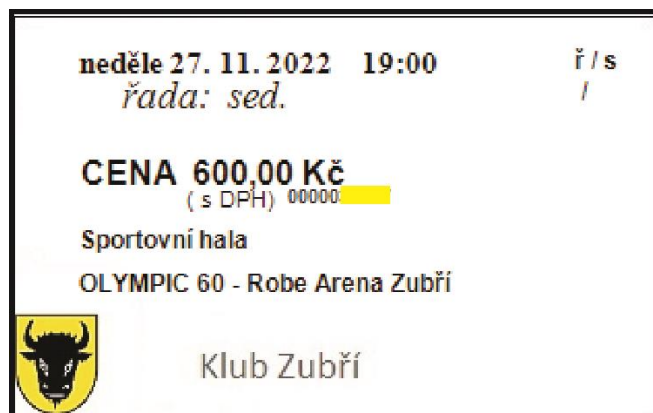 neděle 27. 11. 2022 19:00 ř / s
řada: sed. /
CENA 600,00 Kč
( s DPH) 00000
Sportovní hala
OLYMPIC 60 - Robe Arena Zubří
Klub Zubří